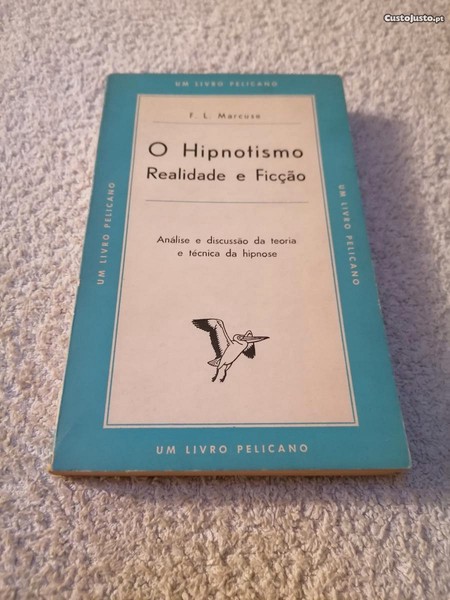 CustoJusto.pt
UM LIVRO PELICANO
F. L. Marcuse
O Hipnotismo
Realidade e Ficção
UM LIVRO PELICANO
UM LIVRO PELICANO
Análise e discussão da teoria
e técnica da hipnose
UM LIVRO PELICANO